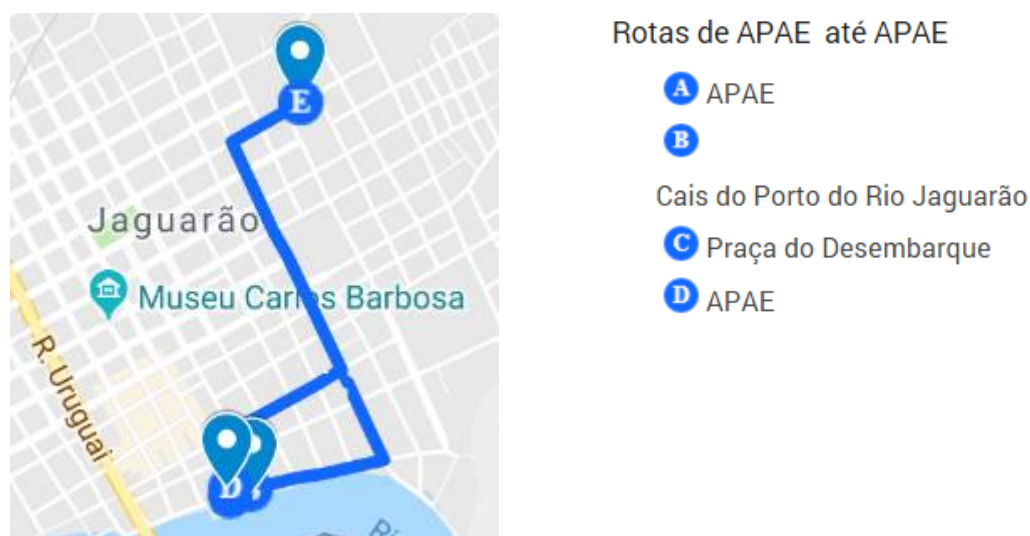 E
Jaguarão
Museu Carlos Barbosa
R. Uruguai
D
Rotas de APAE até APAE
A APAE
B
Cais do Porto do Rio Jaguarão
C Praça do Desembarque
D APAE